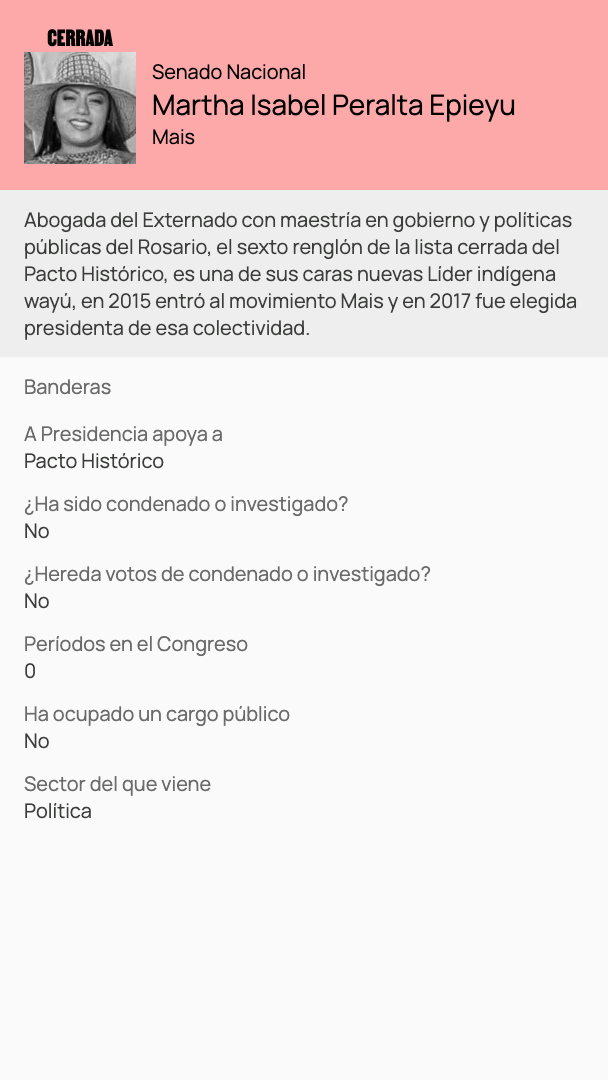 CERRADA
Senado Nacional
Martha Isabel Peralta Epieyu
Mais
Abogada del Externado con maestría en gobierno y políticas
públicas del Rosario, el sexto renglón de la lista cerrada del
Pacto Histórico, es una de sus caras nuevas Líder indígena
wayú, en 2015 entró al movimiento Mais y en 2017 fue elegida
presidenta de esa colectividad.
Banderas
A Presidencia apoya a
Pacto Histórico
¿Ha sido condenado o investigado?
No
¿Hereda votos de condenado o investigado?
No
Períodos en el Congreso
0
Ha ocupado un cargo público
No
Sector del que viene
Política